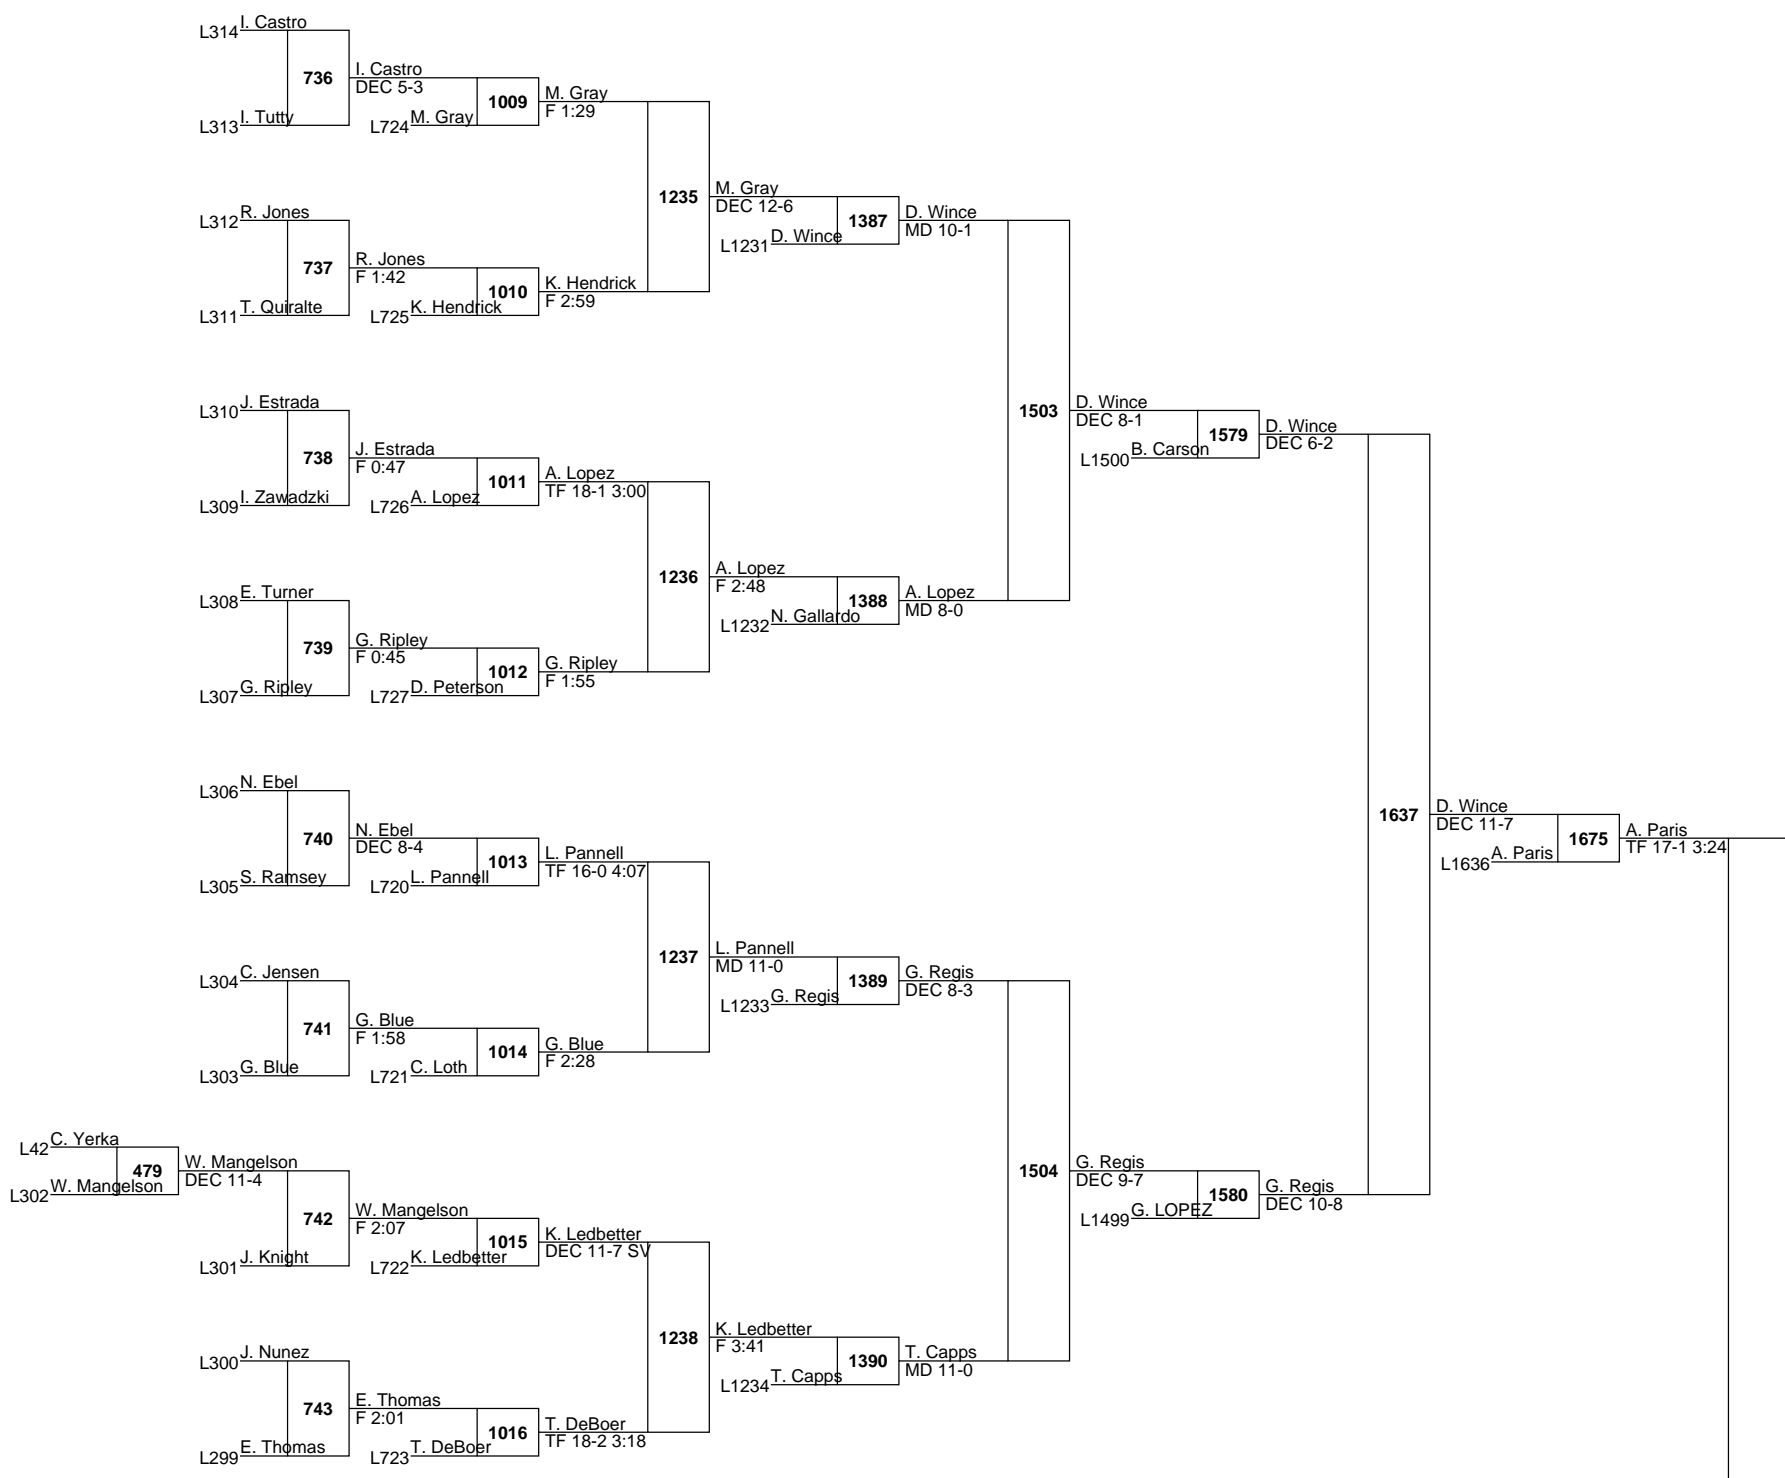 L314 I. Castro
736
L313 I. Tutty
I. Castro
DEC 5-3
1009
L724 M. Gray
M. Gray
F 1:29
L312 R. Jones
737
L311 T. Quiralte
R. Jones
F 1:42
1010
L725 K. Hendrick
K. Hendrick
F 2:59
1235
M. Gray
DEC 12-6
1387
L1231 D. Wince
D. Wince
MD 10-1
L310 J. Estrada
738
L309 I. Zawadzki
J. Estrada
F 0:47
1011
L726 A. Lopez
A. Lopez
TF 18-1 3:00
L308 E. Turner
739
L307 G. Ripley
G. Ripley
F 0:45
1012
L727 D. Peterson
G. Ripley
F 1:55
1236
A. Lopez
F 2:48
1388
L1232 N. Gallardo
A. Lopez
MD 8-0
1503
D. Wince
DEC 8-1
1579
L1500 B. Carson
D. Wince
DEC 6-2
L306 N. Ebel
740
L305 S. Ramsey
N. Ebel
DEC 8-4
1013
L720 L. Pannell
L. Pannell
TF 16-0 4:07
L304 C. Jensen
741
L303 G. Blue
G. Blue
F 1:58
1014
L721 C. Loth
G. Blue
F 2:28
1237
L. Pannell
MD 11-0
1389
L1233 G. Regis
G. Regis
DEC 8-3
L42 C. Yerka
479
L302 W. Mangelson
W. Mangelson
DEC 11-4
742
L301 J. Knight
W. Mangelson
F 2:07
1015
L722 K. Ledbetter
K. Ledbetter
DEC 11-7 SV
L300 J. Nunez
743
L299 E. Thomas
E. Thomas
F 2:01
1016
L723 T. DeBoer
T. DeBoer
TF 18-2 3:18
1238
K. Ledbetter
F 3:41
1390
L1234 T. Capps
T. Capps
MD 11-0
1504
G. Regis
DEC 9-7
1580
L1499 G. LOPEZ
G. Regis
DEC 10-8
1637
D. Wince
DEC 11-7
1675
L1636 A. Paris
A. Paris
TF 17-1 3:24